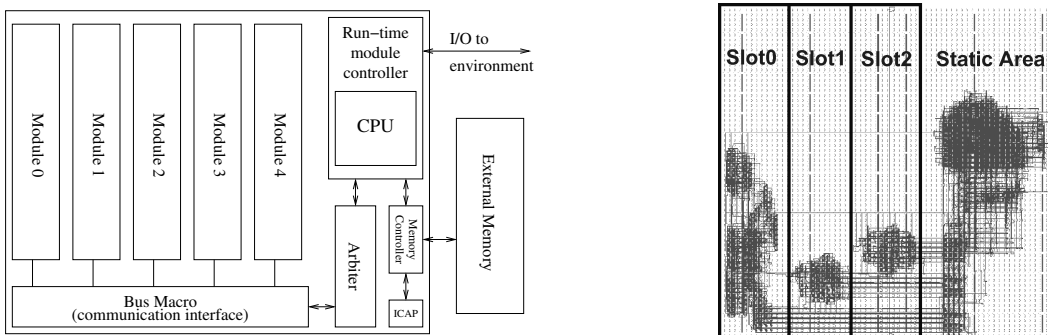 Module 0
Module 1
Module 2
Module 3
Module 4
Run-time
module
controller
CPU
I/O to
environment
External Memory
Memory
Controller
Arbiter
ICAP
Bus Macro
(communication interface)
Slot0
Slot1
Slot2
Static Area